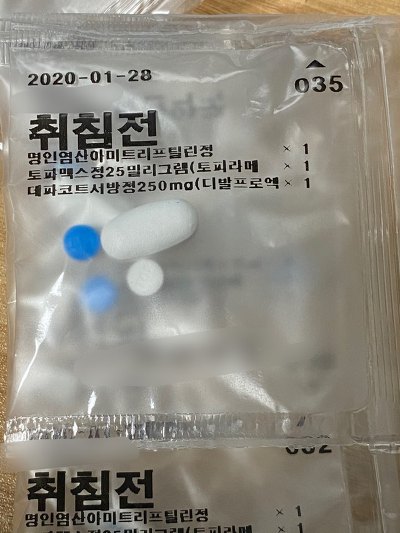 2020-01-28
035
취침전
명인염산아미트리프틸린정 × 1
토파맥스정25밀리그램(토피라메 × 1
데파코트서방정250mg(디발프로엑 × 1
002
취침전
명인염산아미트리프틸린정 × 1